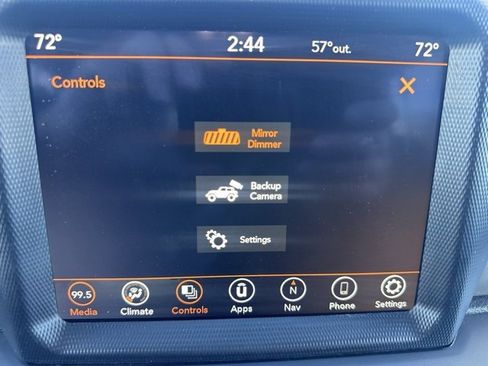 72° 2:44 57°out. 72°
Controls
Mirror
Dimmer
Backup
Camera
Settings
99.5 N
Media Climate Controls Apps Nav Phone Settings